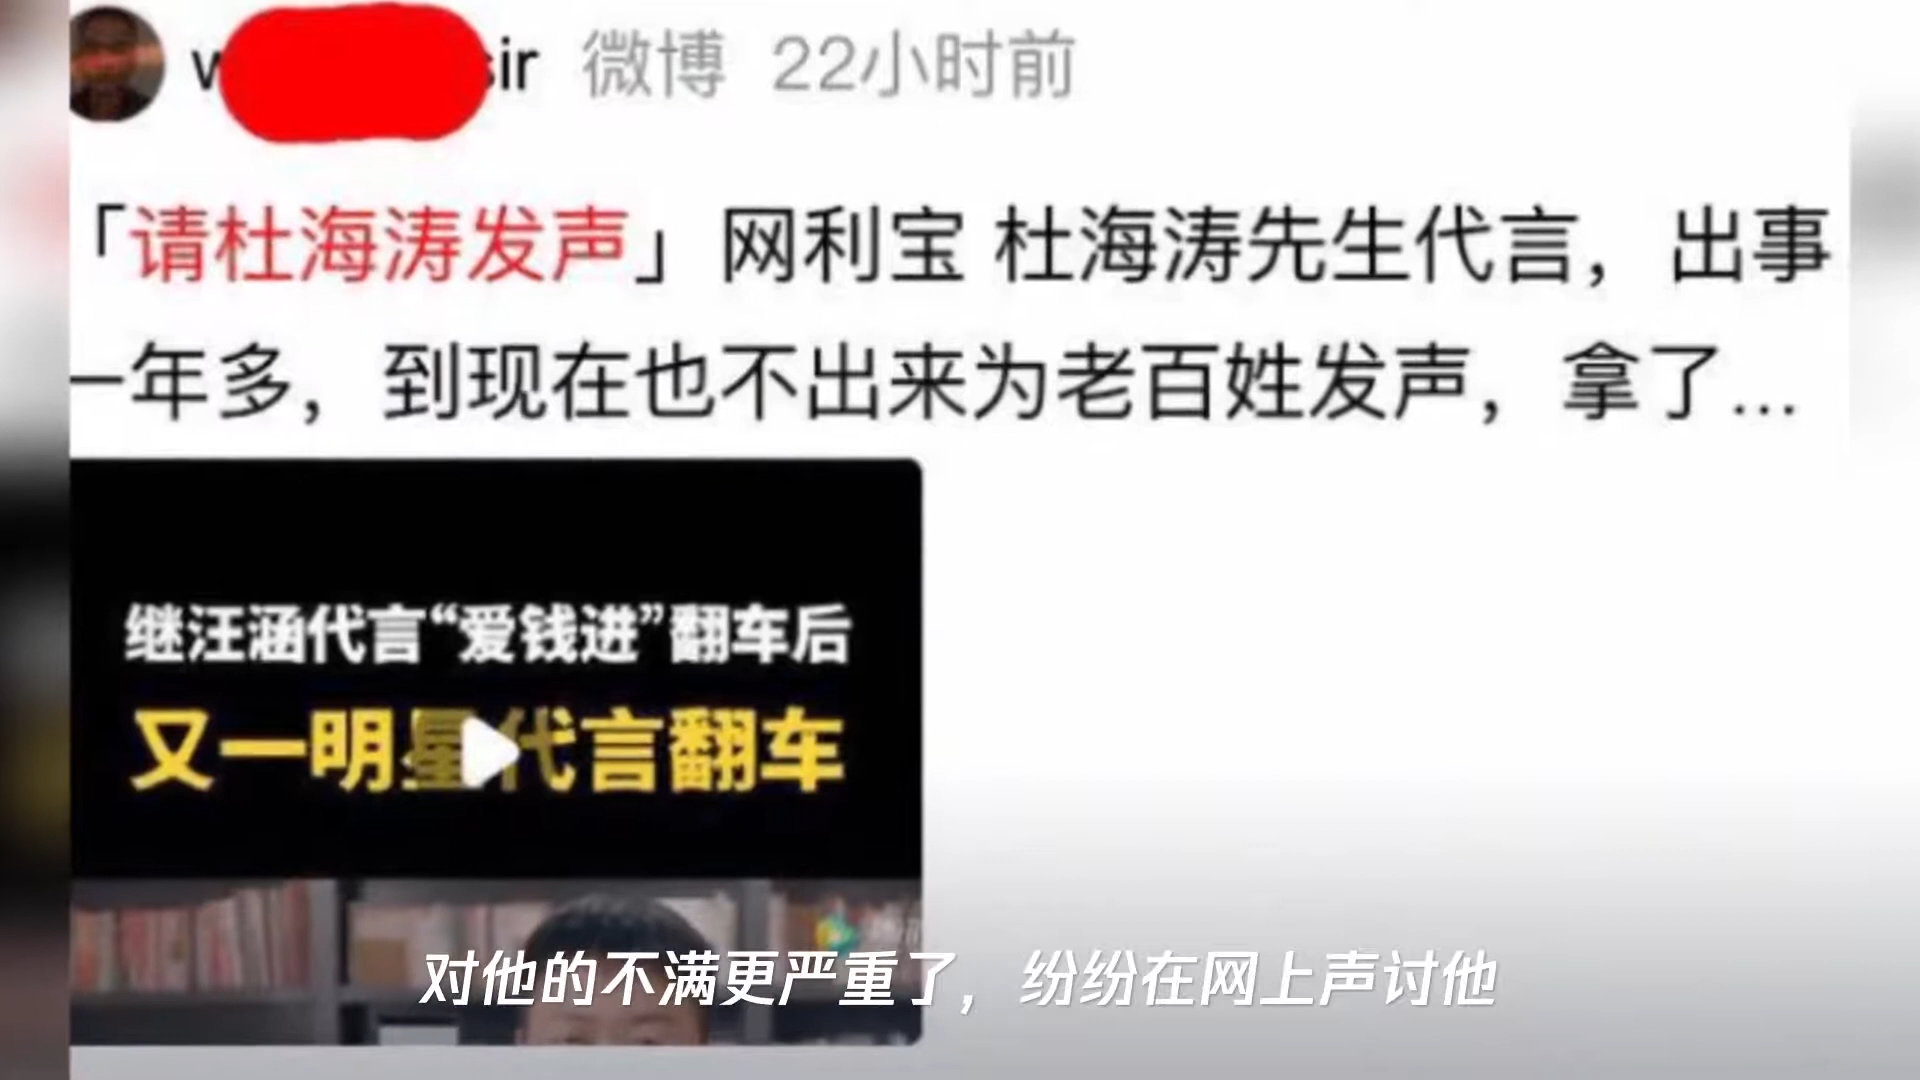 w sir 微博 22小时前
「请杜海涛发声」网利宝 杜海涛先生代言，出事
一年多，到现在也不出来为老百姓发声，拿了...
继汪涵代言“爱钱进”翻车后
又一明星代言翻车
对他的不满更严重了，纷纷在网上声讨他